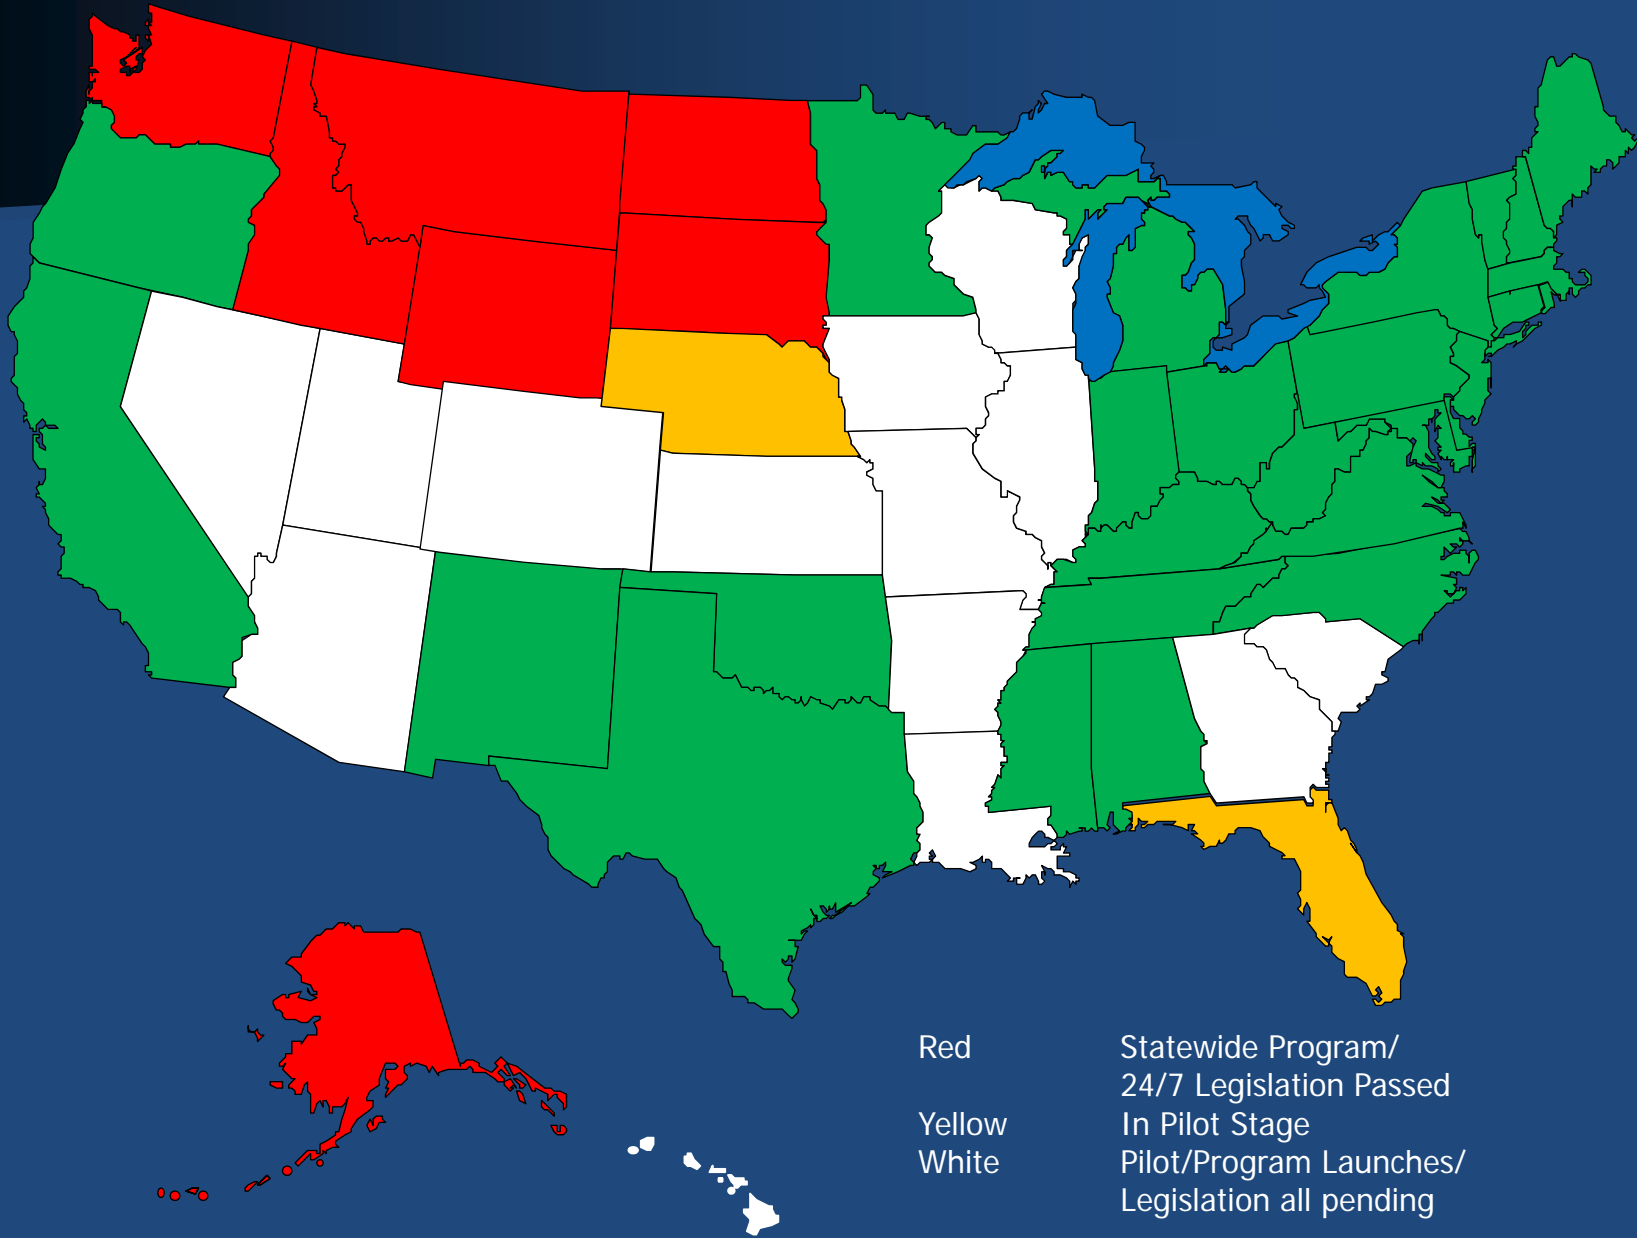 Red Statewide Program/
24/7 Legislation Passed
Yellow In Pilot Stage
White Pilot/Program Launches/
Legislation all pending